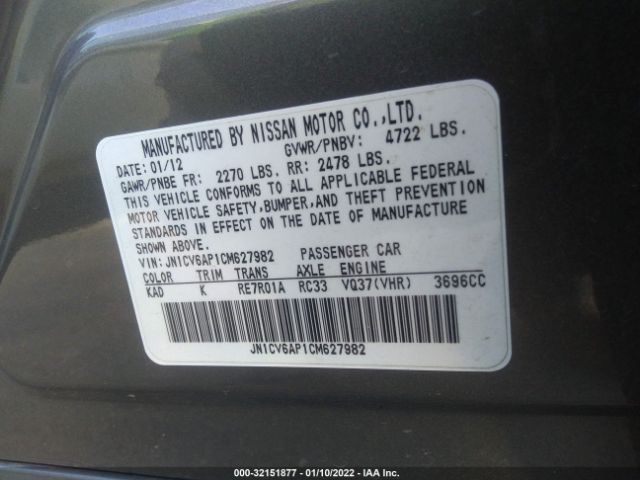 MANUFACTURED BY NISSAN MOTOR CO.,LTD.
DATE: 01/12 GVWR/PNBV: 4722 LBS.
GAWR/PNBE FR: 2270 LBS. RR: 2478 LBS.
THIS VEHICLE CONFORMS TO ALL APPLICABLE FEDERAL
MOTOR VEHICLE SAFETY,BUMPER,AND THEFT PREVENTION
STANDARDS IN EFFECT ON THE DATE OF MANUFACTURE
SHOWN ABOVE.
VIN: JN1CV6AP1CM627982 PASSENGER CAR
COLOR TRIM TRANS AXLE ENGINE
KAD K RE7R01A RC33 VQ37(VHR) 3696CC
JN1CV6AP1CM627982
000-32151877 - 01/10/2022 - IAA Inc.